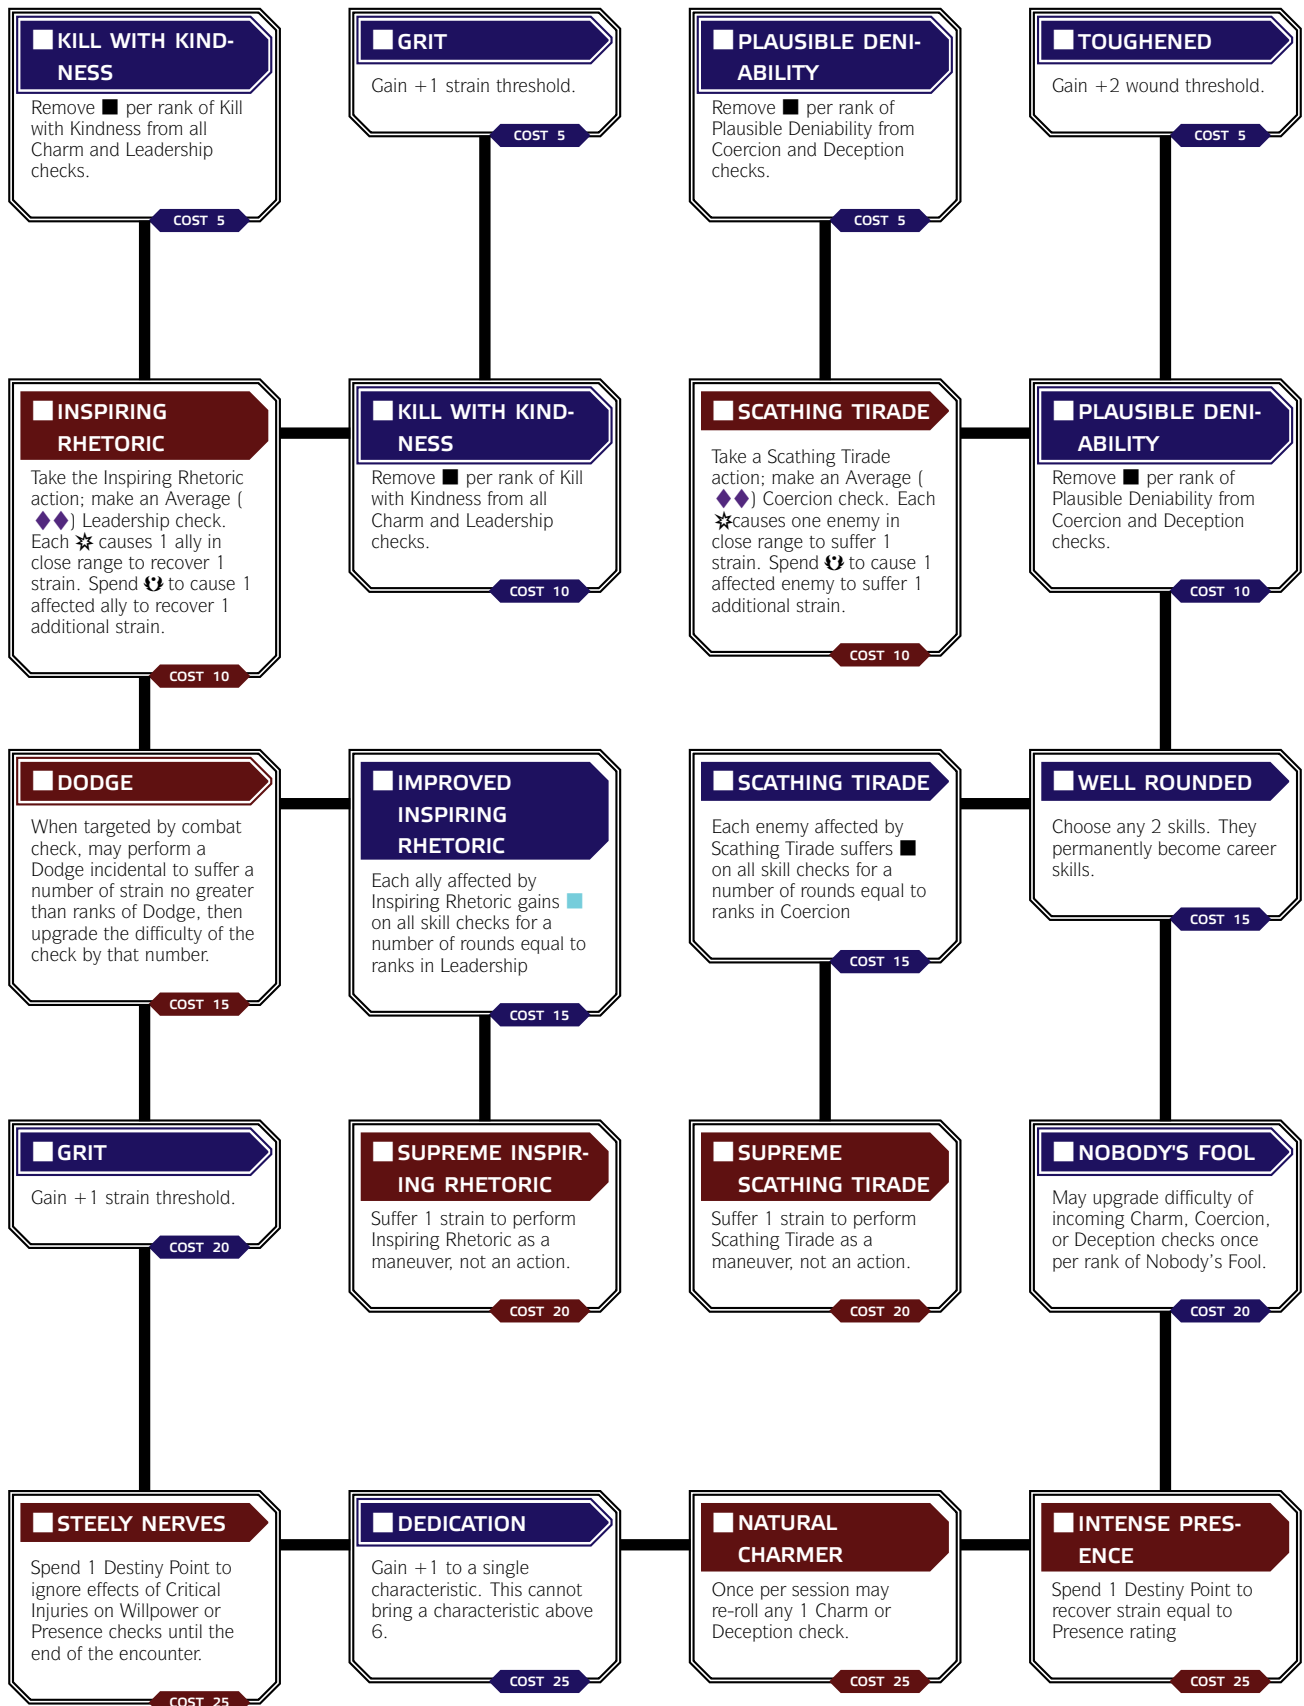 KILL WITH KIND-
NESS
Remove per rank of Kill
with Kindness from all
Charm and Leadership
checks.
COST 5
GRIT
Gain +1 strain threshold.
COST 5
PLAUSIBLE DENI-
ABILITY
Remove per rank of
Plausible Deniability from
Coercion and Deception
checks.
COST 5
TOUGHENED
Gain +2 wound threshold.
COST 5
INSPIRING
RHETORIC
Take the Inspiring Rhetoric
action; make an Average (
) Leadership check.
Each causes 1 ally in
close range to recover 1
strain. Spend to cause 1
affected ally to recover 1
additional strain.
COST 10
KILL WITH KIND-
NESS
Remove per rank of Kill
with Kindness from all
Charm and Leadership
checks.
COST 10
SCATHING TIRADE
Take a Scathing Tirade
action; make an Average (
) Coercion check. Each
causes one enemy in
close range to suffer 1
strain. Spend to cause 1
affected enemy to suffer 1
additional strain.
COST 10
PLAUSIBLE DENI-
ABILITY
Remove per rank of
Plausible Deniability from
Coercion and Deception
checks.
COST 10
DODGE
When targeted by combat
check, may perform a
Dodge incidental to suffer a
number of strain no greater
than ranks of Dodge, then
upgrade the difficulty of the
check by that number.
COST 15
IMPROVED
INSPIRING
RHETORIC
Each ally affected by
Inspiring Rhetoric gains
on all skill checks for a
number of rounds equal to
ranks in Leadership
COST 15
SCATHING TIRADE
Each enemy affected by
Scathing Tirade suffers
on all skill checks for a
number of rounds equal to
ranks in Coercion
COST 15
WELL ROUNDED
Choose any 2 skills. They
permanently become career
skills.
COST 15
GRIT
Gain +1 strain threshold.
COST 20
SUPREME INSPIR-
ING RHETORIC
Suffer 1 strain to perform
Inspiring Rhetoric as a
maneuver, not an action.
COST 20
SUPREME
SCATHING TIRADE
Suffer 1 strain to perform
Scathing Tirade as a
maneuver, not an action.
COST 20
NOBODY'S FOOL
May upgrade difficulty of
incoming Charm, Coercion,
or Deception checks once
per rank of Nobody's Fool.
COST 20
STEELY NERVES
Spend 1 Destiny Point to
ignore effects of Critical
Injuries on Willpower or
Presence checks until the
end of the encounter.
COST 25
DEDICATION
Gain +1 to a single
characteristic. This cannot
bring a characteristic above
6.
COST 25
NATURAL
CHARMER
Once per session may
re-roll any 1 Charm or
Deception check.
COST 25
INTENSE PRES-
ENCE
Spend 1 Destiny Point to
recover strain equal to
Presence rating
COST 25